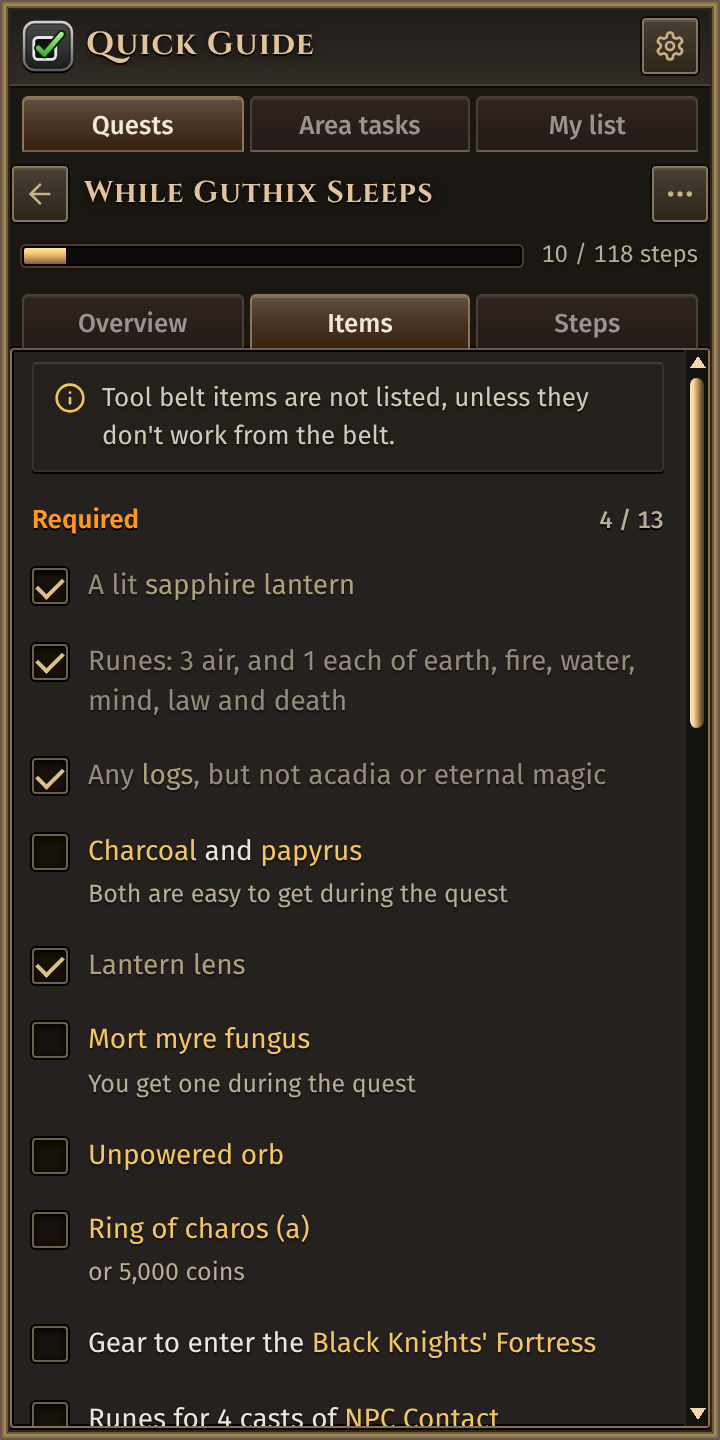 Quick Guide
Quests
Area tasks
My list
While Guthix Sleeps
10 / 118 steps
Overview
Items
Steps
Tool belt items are not listed, unless they
don't work from the belt.
Required
4 / 13
A lit sapphire lantern
Runes: 3 air, and 1 each of earth, fire, water,
mind, law and death
Any logs, but not acadia or eternal magic
Charcoal and papyrus
Both are easy to get during the quest
Lantern lens
Mort myre fungus
You get one during the quest
Unpowered orb
Ring of charos (a)
or 5,000 coins
Gear to enter the Black Knights' Fortress
Runes for 4 casts of NPC Contact